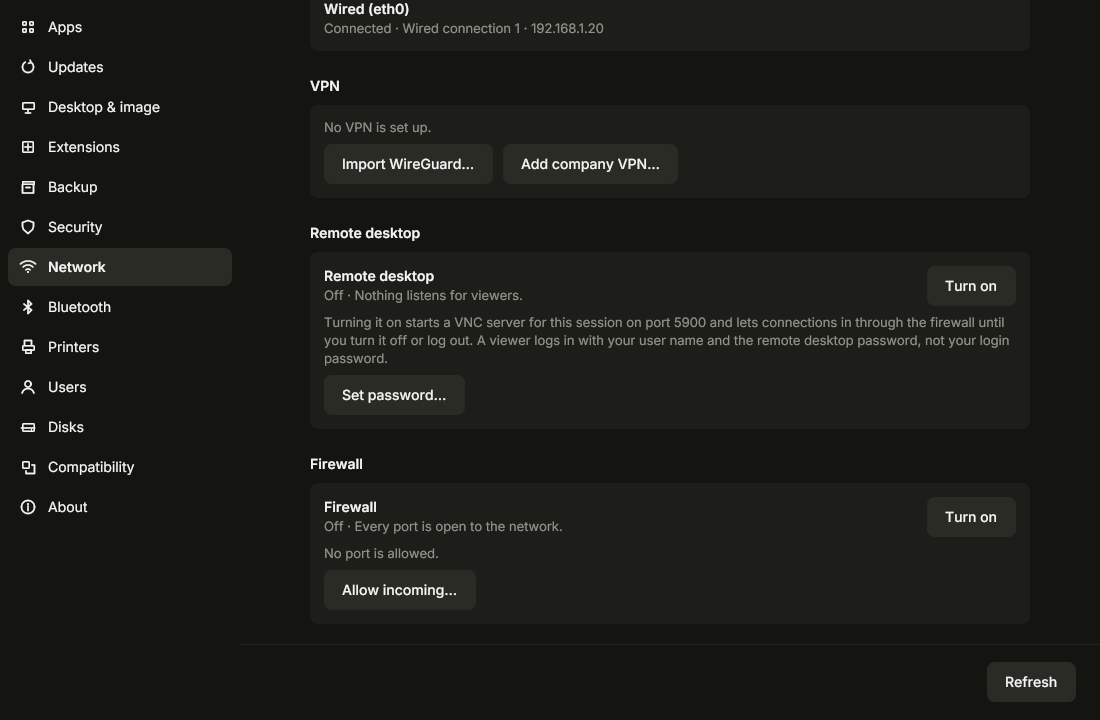 Apps
Updates
Desktop & image
Extensions
Backup
Security
Network
Bluetooth
Printers
Users
Disks
Compatibility
About
Wired (eth0)
Connected · Wired connection 1 · 192.168.1.20
VPN
No VPN is set up.
Import WireGuard...
Add company VPN...
Remote desktop
Remote desktop
Off · Nothing listens for viewers.
Turn on
Turning it on starts a VNC server for this session on port 5900 and lets connections in through the firewall until
you turn it off or log out. A viewer logs in with your user name and the remote desktop password, not your login
password.
Set password...
Firewall
Firewall
Off · Every port is open to the network.
Turn on
No port is allowed.
Allow incoming...
Refresh